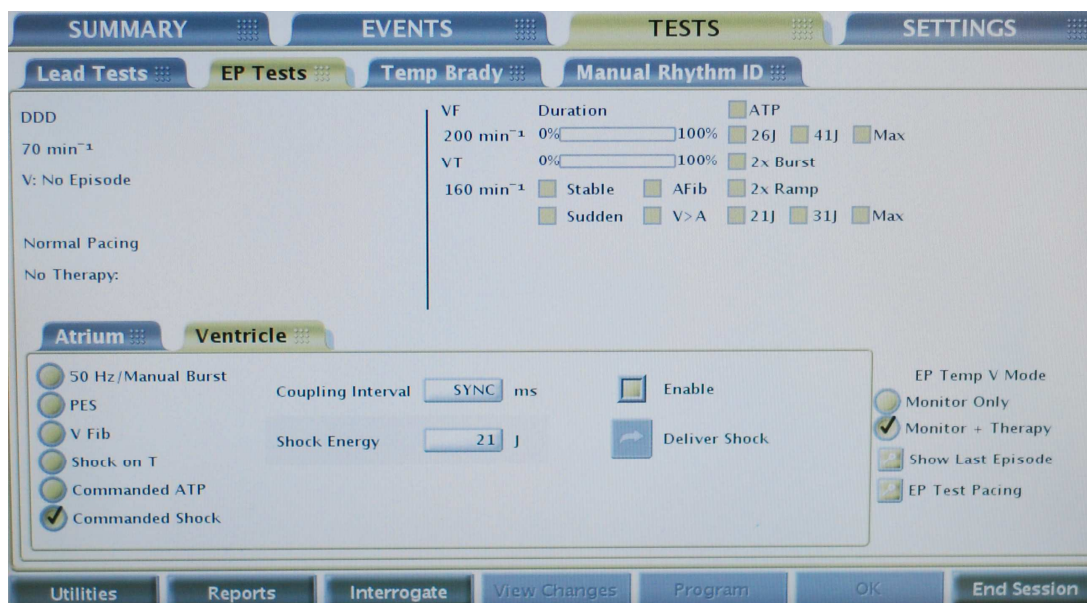 SUMMARY EVENTS TESTS SETTINGS
Lead Tests EP Tests Temp Brady Manual Rhythm ID
DDD
70 min⁻¹
V: No Episode
Normal Pacing
No Therapy:
VF Duration ATP
200 min⁻¹ 0% 100% 26J 41J Max
VT 0% 100% 2x Burst
160 min⁻¹ Stable AFib 2x Ramp
Sudden V>A 21J 31J Max
Atrium Ventricle
50 Hz/Manual Burst
PES
V Fib
Shock on T
Commanded ATP
Commanded Shock
Coupling Interval SYNC ms
Shock Energy 21 J
Enable
Deliver Shock
EP Temp V Mode
Monitor Only
Monitor + Therapy
Show Last Episode
EP Test Pacing
Utilities Reports Interrogate View Changes Program OK End Session